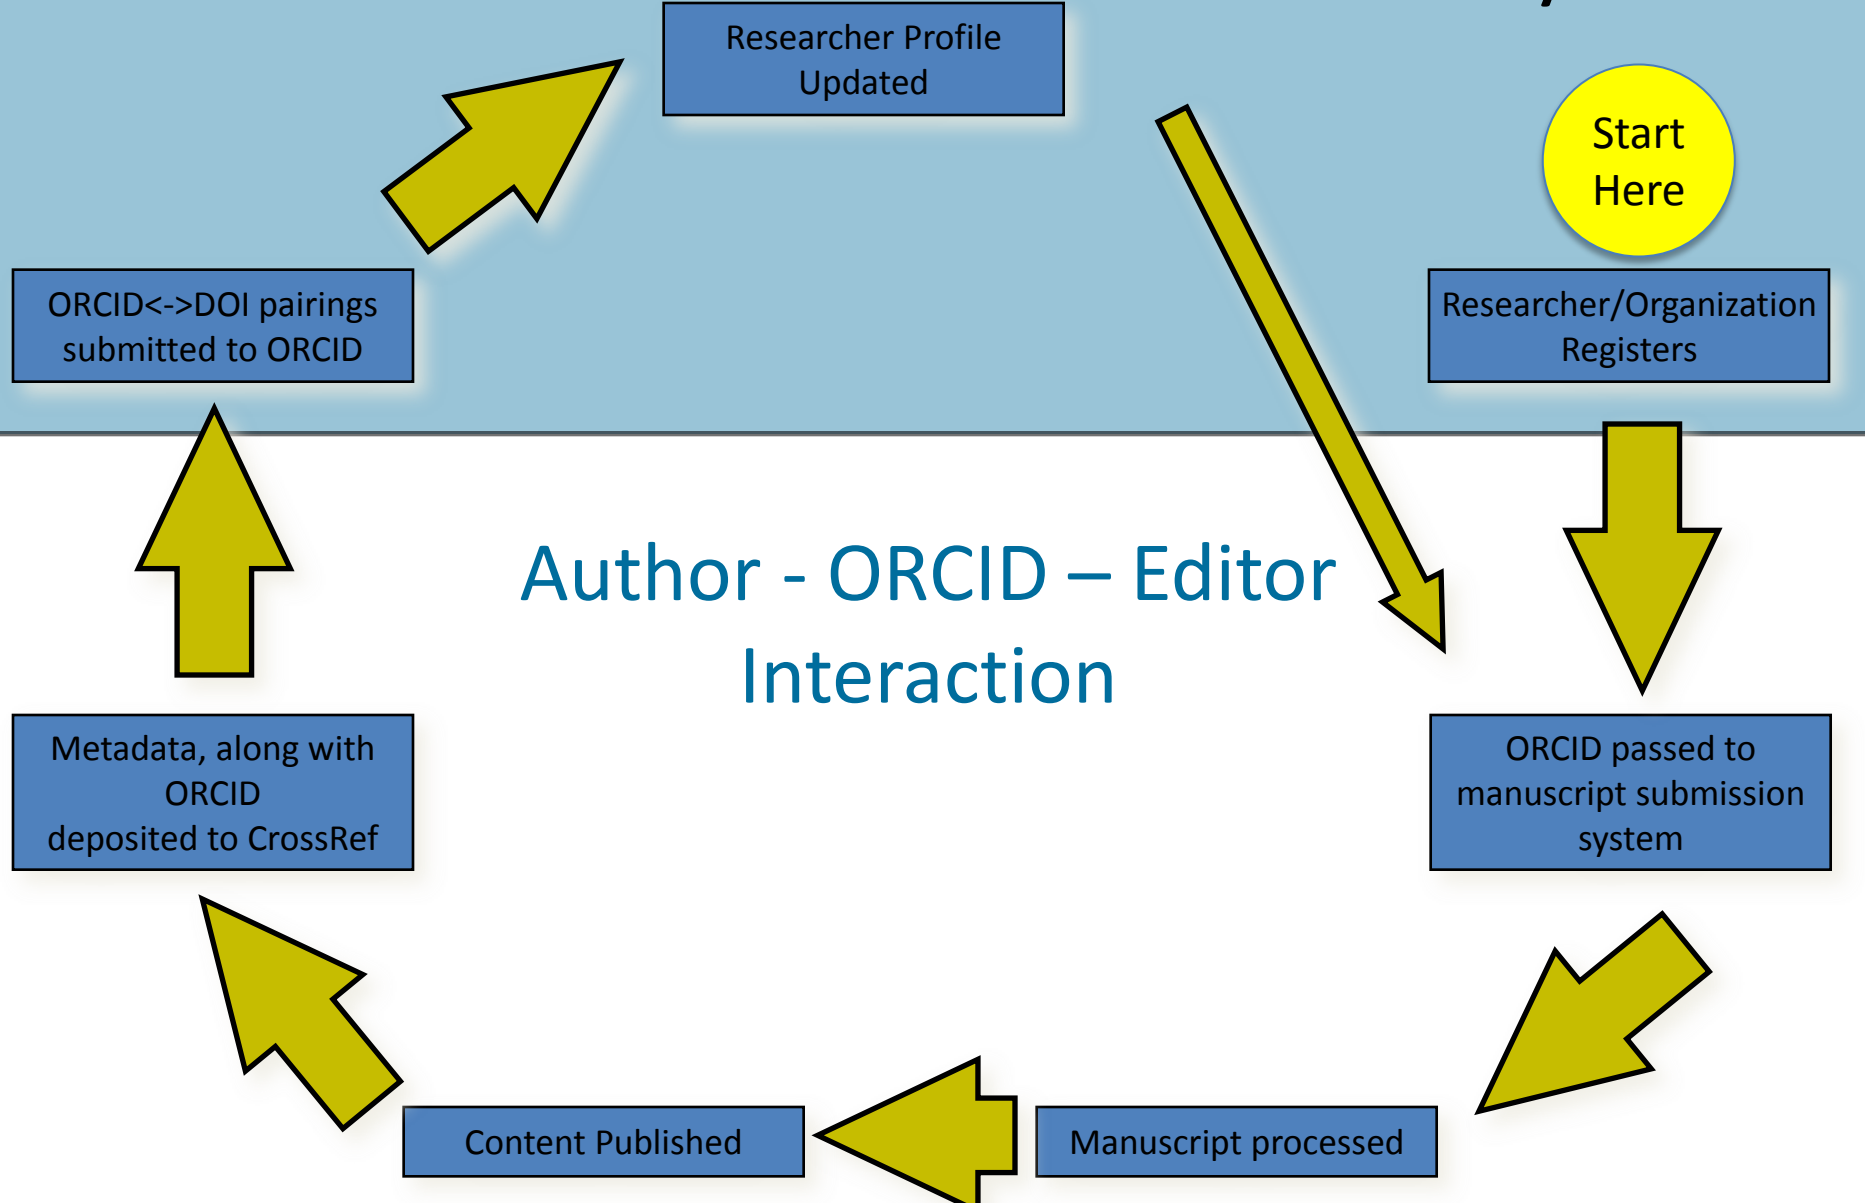 Researcher Profile
Updated
Start
Here
ORCID<->DOI pairings
submitted to ORCID
Researcher/Organization
Registers
Author - ORCID – Editor
Interaction
Metadata, along with
ORCID
deposited to CrossRef
ORCID passed to
manuscript submission
system
Content Published
Manuscript processed